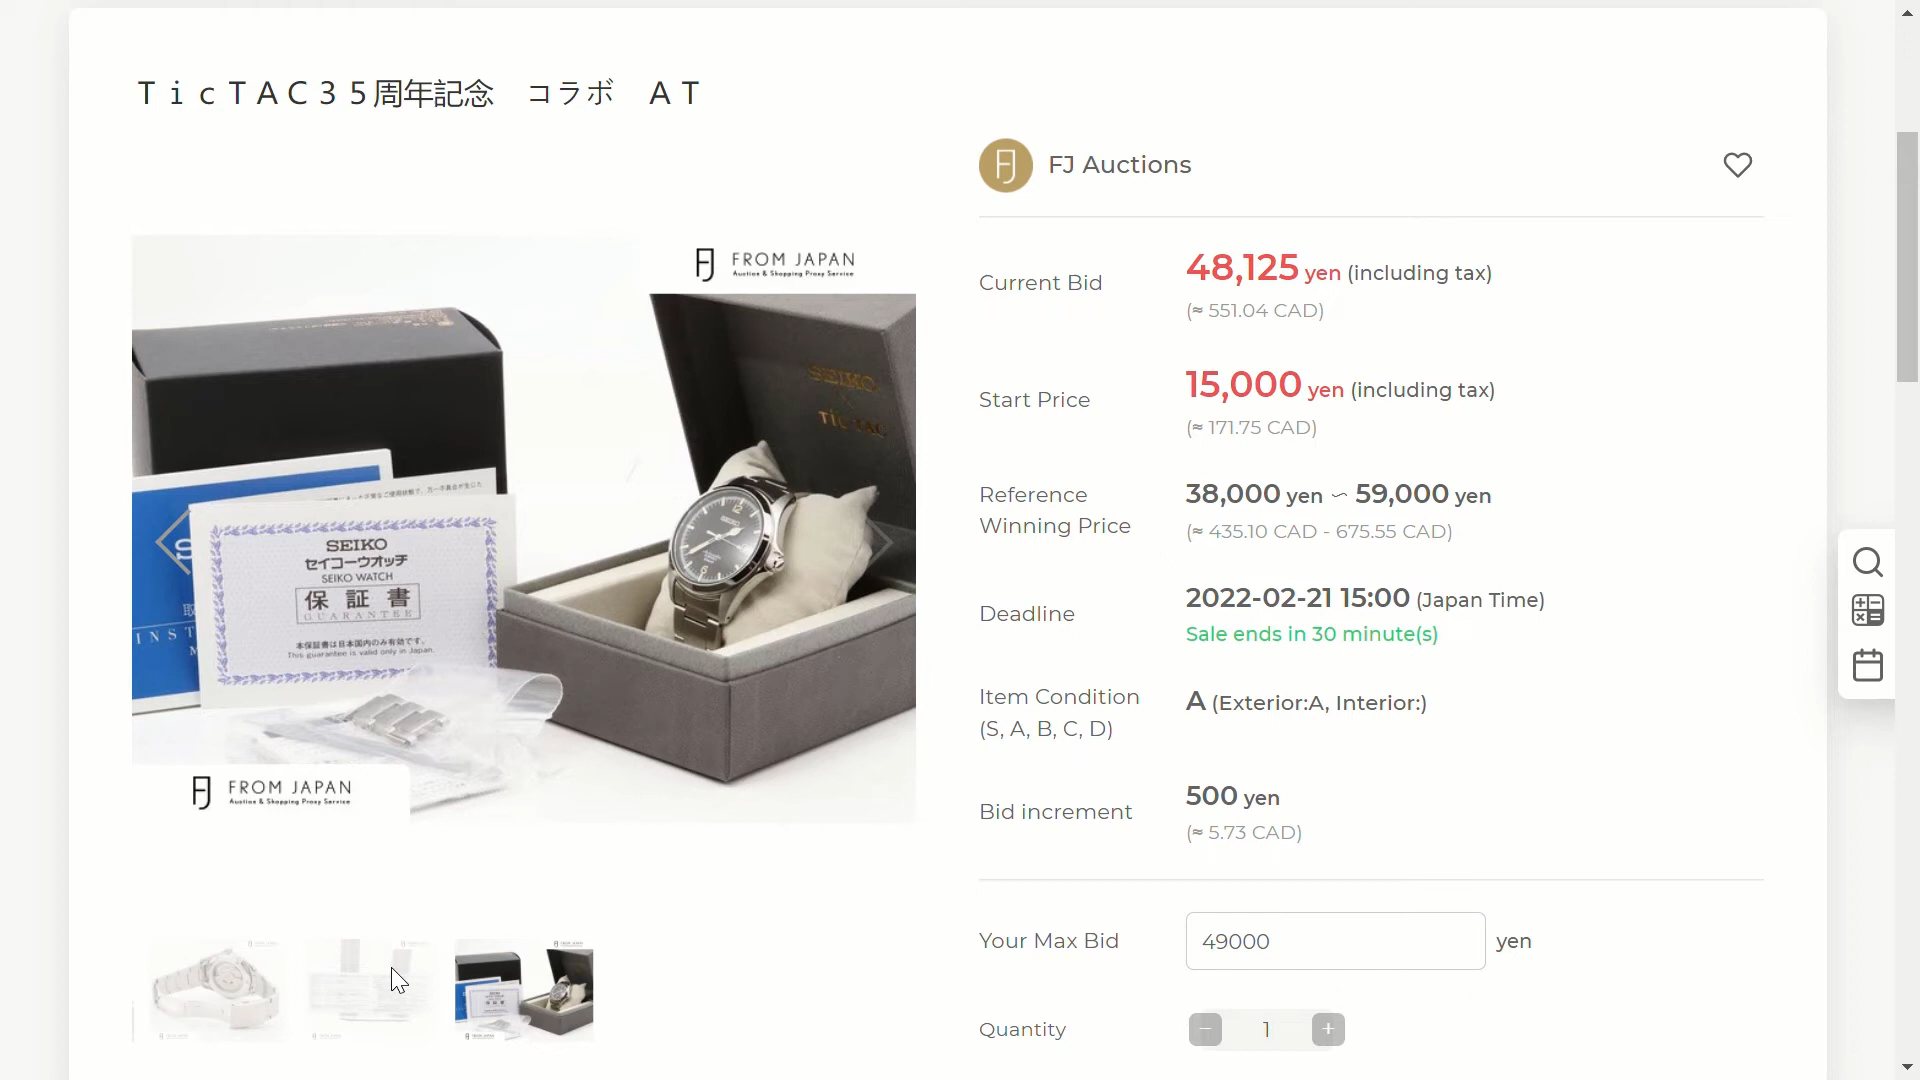 ＴｉｃＴＡＣ３５周年記念　コラボ　ＡＴ
FJ Auctions
FROM JAPAN
Auction & Shopping Proxy Service
SEIKO
×
TiC TAC
SEIKO
セイコーウオッチ
SEIKO WATCH
保証書
GUARANTEE
本保証書は日本国内のみ有効です。
This guarantee is valid only in Japan.
FROM JAPAN
Auction & Shopping Proxy Service
Current Bid
48,125 yen (including tax)
(≈ 551.04 CAD)
Start Price
15,000 yen (including tax)
(≈ 171.75 CAD)
Reference Winning Price
38,000 yen ∽ 59,000 yen
(≈ 435.10 CAD - 675.55 CAD)
Deadline
2022-02-21 15:00 (Japan Time)
Sale ends in 30 minute(s)
Item Condition
(S, A, B, C, D)
A (Exterior:A, Interior:)
Bid increment
500 yen
(≈ 5.73 CAD)
Your Max Bid
49000 yen
Quantity
− 1 +